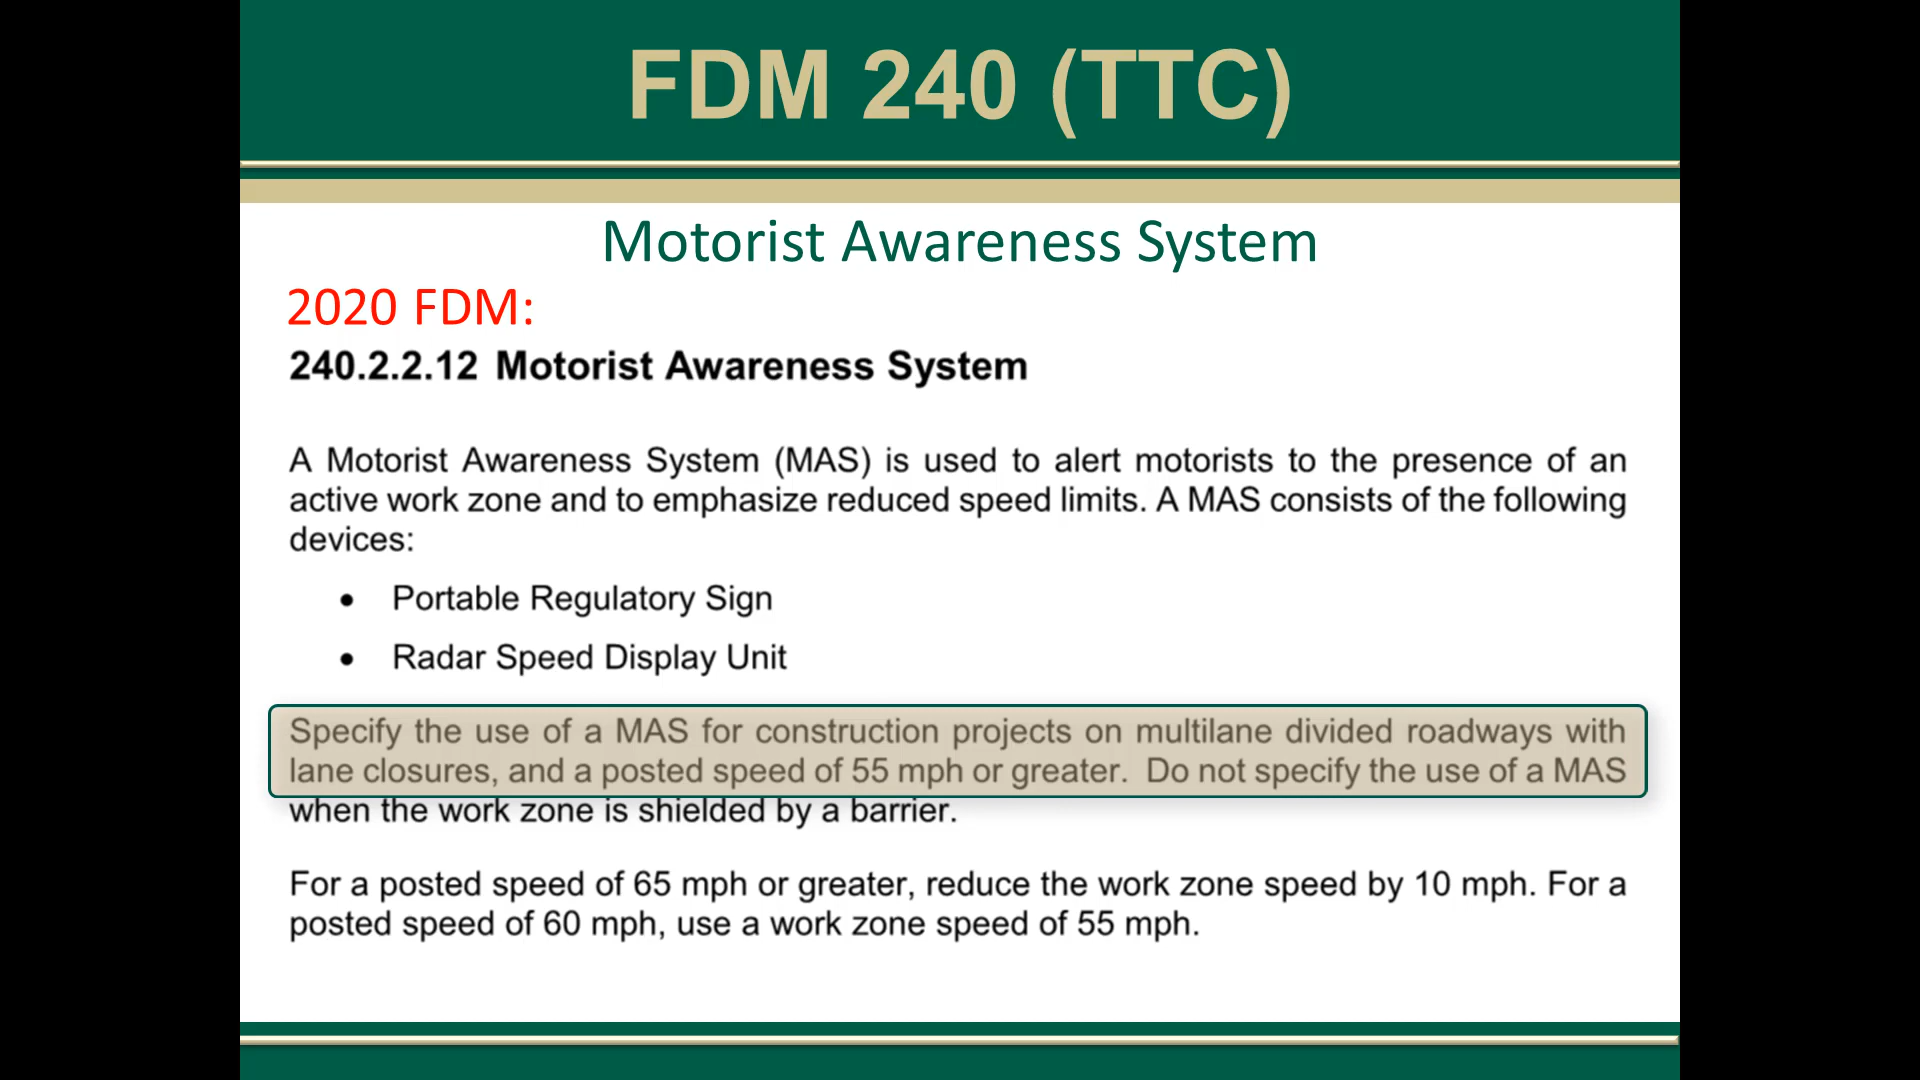 FDM 240 (TTC)
Motorist Awareness System
2020 FDM:
240.2.2.12 Motorist Awareness System
A Motorist Awareness System (MAS) is used to alert motorists to the presence of an
active work zone and to emphasize reduced speed limits. A MAS consists of the following
devices:
• Portable Regulatory Sign
• Radar Speed Display Unit
Specify the use of a MAS for construction projects on multilane divided roadways with
lane closures, and a posted speed of 55 mph or greater. Do not specify the use of a MAS
when the work zone is shielded by a barrier.
For a posted speed of 65 mph or greater, reduce the work zone speed by 10 mph. For a
posted speed of 60 mph, use a work zone speed of 55 mph.